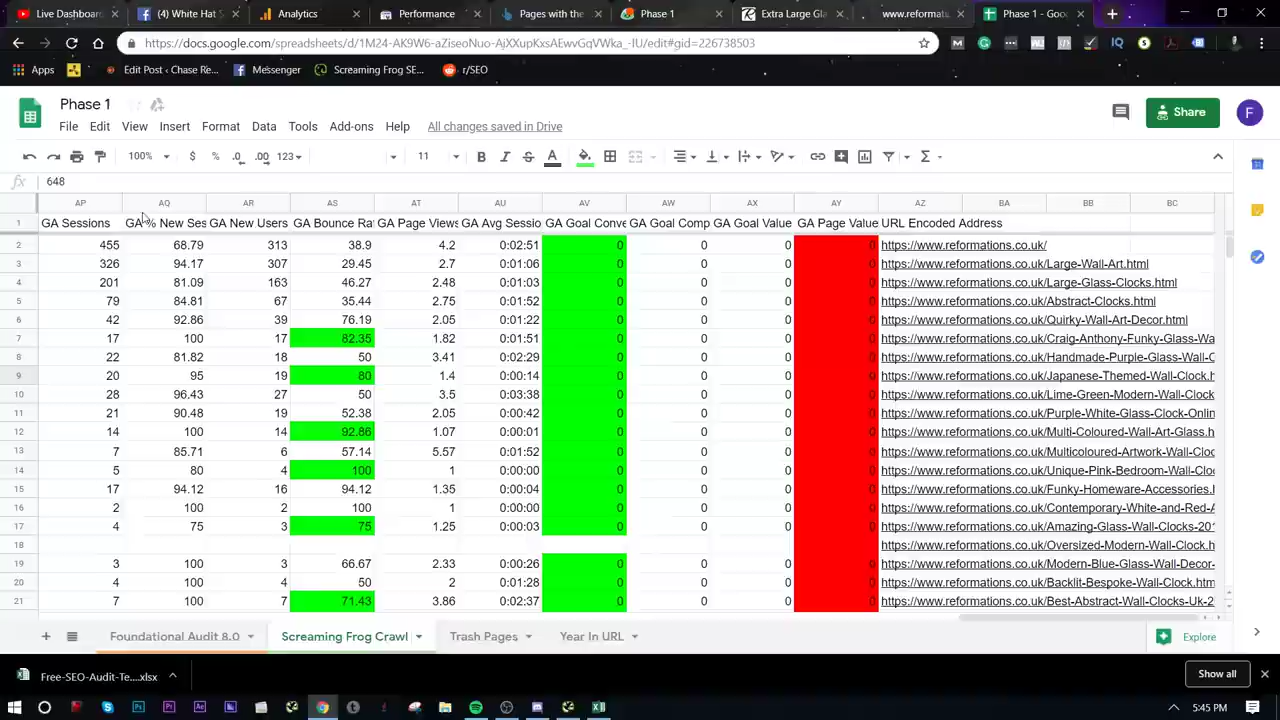 Live Dashboard
(4) White Hat S
Analytics
Performance
Pages with the
Phase 1
Extra Large Gla
www.reformati
Phase 1
https://docs.google.com/spreadsheets/d/1M24-AK9W6-aZiseoNuo-AjXXupKxsAEwvGqVWka_-IU/edit#gid=226738503
Apps
Edit Post ‹ Chase Re...
Messenger
Screaming Frog SE...
r/SEO
Phase 1
Share
F
File Edit View Insert Format Data Tools Add-ons Help All changes saved in Drive
100% $ % .0 .00 123 11 B I S A
fx 648
AP AQ AR AS AT AU AV AW AX AY AZ BA BB BC
1 GA Sessions GA % New Ses GA New Users GA Bounce Rat GA Page Views GA Avg Sessio GA Goal Conve GA Goal Comp GA Goal Value GA Page Value URL Encoded Address
2 455 68.79 313 38.9 4.2 0:02:51 0 0 0 0 https://www.reformations.co.uk/
3 326 94.17 307 29.45 2.7 0:01:06 0 0 0 0 https://www.reformations.co.uk/Large-Wall-Art.html
4 201 81.09 163 46.27 2.48 0:01:03 0 0 0 0 https://www.reformations.co.uk/Large-Glass-Clocks.html
5 79 84.81 67 35.44 2.75 0:01:52 0 0 0 0 https://www.reformations.co.uk/Abstract-Clocks.html
6 42 92.86 39 76.19 2.05 0:01:22 0 0 0 0 https://www.reformations.co.uk/Quirky-Wall-Art-Decor.html
7 17 100 17 82.35 1.82 0:01:51 0 0 0 0 https://www.reformations.co.uk/Craig-Anthony-Funky-Glass-Wa
8 22 81.82 18 50 3.41 0:02:29 0 0 0 0 https://www.reformations.co.uk/Handmade-Purple-Glass-Wall-C
9 20 95 19 80 1.4 0:00:14 0 0 0 0 https://www.reformations.co.uk/Japanese-Themed-Wall-Clock.h
10 28 96.43 27 50 3.5 0:03:38 0 0 0 0 https://www.reformations.co.uk/Lime-Green-Modern-Wall-Clock
11 21 90.48 19 52.38 2.05 0:00:42 0 0 0 0 https://www.reformations.co.uk/Purple-White-Glass-Clock-Onlin
12 14 100 14 92.86 1.07 0:00:01 0 0 0 0 https://www.reformations.co.uk/Multi-Coloured-Wall-Art-Glass.h
13 7 85.71 6 57.14 5.57 0:01:52 0 0 0 0 https://www.reformations.co.uk/Multicoloured-Artwork-Wall-Clo
14 5 80 4 100 1 0:00:00 0 0 0 0 https://www.reformations.co.uk/Unique-Pink-Bedroom-Wall-Clo
15 17 94.12 16 94.12 1.35 0:00:04 0 0 0 0 https://www.reformations.co.uk/Funky-Homeware-Accessories.h
16 2 100 2 100 1 0:00:00 0 0 0 0 https://www.reformations.co.uk/Contemporary-White-and-Red-A
17 4 75 3 75 1.25 0:00:03 0 0 0 0 https://www.reformations.co.uk/Amazing-Glass-Wall-Clocks-201
18 https://www.reformations.co.uk/Oversized-Modern-Wall-Clock.h
19 3 100 3 66.67 2.33 0:00:26 0 0 0 0 https://www.reformations.co.uk/Modern-Blue-Glass-Wall-Decor-
20 4 100 4 50 2 0:01:28 0 0 0 0 https://www.reformations.co.uk/Backlit-Bespoke-Wall-Clock.htm
21 7 100 7 71.43 3.86 0:02:37 0 0 0 0 https://www.reformations.co.uk/Best-Abstract-Wall-Clocks-Uk-2
Foundational Audit 8.0 Screaming Frog Crawl Trash Pages Year In URL Explore
Free-SEO-Audit-Te....xlsx Show all
5:45 PM